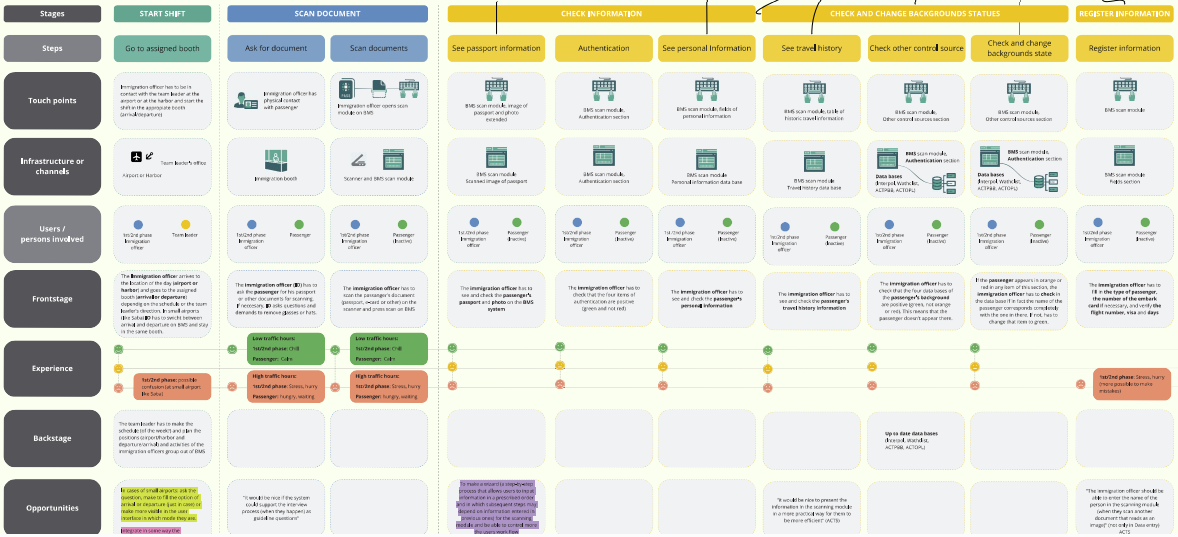 Stages
START SHIFT
SCAN DOCUMENT
CHECK INFORMATION
CHECK AND CHANGE BACKGROUNDS STATUES
REGISTER INFORMATION
Steps
Go to assigned booth
Ask for document
Scan documents
See passport information
Authentication
See personal Information
See travel history
Check other control source
Check and change
backgrounds state
Register information
Touch points
Immigration officer has to be in
contact with the team leader at the
airport or at the harbor and start the
shift in the appropiate booth
(arrival/departure)
Immigration officer has
physical contact
with passenger
Immigration officer opens scan
module on BMS
BMS scan module, image of
passport and photo
extended
BMS scan module,
Authentication section
BMS scan module, fields of
personal information
BMS scan module, table of
historic travel information
BMS scan module,
Other control sources section
BMS scan module,
Other control sources section
BMS scan module
Infrastructure or
channels
Team leader's office
Airport or Harbor
Immigration booth
Scanner and BMS scan module
BMS scan module
Scanned image of passport
BMS scan module,
Authentication section
BMS scan module
Personal information data base
BMS scan module
Travel history data base
BMS scan module,
Authentication section
Data bases
(Interpol, Wathclist,
ACTPBB, ACTOPL)
BMS scan module,
Authentication section
Data bases
(Interpol, Wathclist,
ACTPBB, ACTOPL)
BMS scan module
Fields section
Users /
persons involved
1st/2nd phase
Immigration
officer
Team leader
1st/2nd phase
Immigration
officer
Passenger
1st/2nd phase
Immigration
officer
Passenger
(Inactive)
1st/2nd phase
Immigration
officer
Passenger
(Inactive)
1st/2nd phase
Immigration
officer
Passenger
(Inactive)
1st/2nd phase
Immigration
officer
Passenger
(Inactive)
1st/2nd phase
Immigration
officer
Passenger
(Inactive)
1st/2nd phase
Immigration
officer
Passenger
(Inactive)
1st/2nd phase
Immigration
officer
Passenger
(Inactive)
1st/2nd phase
Immigration
officer
Passenger
(Inactive)
Frontstage
The Immigration officer arrives to
the location of the day (airport or
harbor) and goes to the assigned
booth (arrival or departure)
depending on the schedule or the team
leader's direction. In small airports
(like Saba) IO has to switch between
arrival and departure on BMS and stay
in the same booth.
The immigration officer (IO) has to
ask the passenger for his passport
or other documents for scanning.
If necessary, IO asks questions and
demands to remove glasses or hats.
The immigration officer has to
scan the passenger's document
(passport, e-card or other) on the
scanner and press scan on BMS.
The immigration officer has to
see and check the passenger's
passport and photo on the BMS
system
The immigration officer has to
check that the four items of
authentication are positive
(green and not red)
The immigration officer has to
see and check the passenger's
personal information
The immigration officer has to
see and check the passenger's
travel history information
The immigration officer has to
check that the four data bases of
the passenger's background
are positive (green, not orange
or red). This means that the
passenger doesn't appear there.
If the passenger appears in orange or
red in any item of this section, the
immigration officer has to check in
the data base if in fact the name of the
passenger corresponds completely
with the one in there. If not, has to
change that item to green.
The immigration officer has to
fill in the type of passenger,
the number of the embark
card if necessary, and verify the
flight number, visa and days
Experience
1st/2nd phase: possible
confusion (at small airport
like Saba)
Low traffic hours:
1st/2nd phase: Chill
Passenger: Calm
High traffic hours:
1st/2nd phase: Stress, hurry
Passenger: hungry, waiting
Low traffic hours:
1st/2nd phase: Chill
Passenger: Calm
High traffic hours:
1st/2nd phase: Stress, hurry
Passenger: hungry, waiting
1st/2nd phase: Stress, hurry
(more possible to make
mistakes)
Backstage
The team leader has to make the
schedule (of the week?) and plan the
positions (airport/harbor and
departure/arrival) and activities of the
immigration officers group out of BMS
Up to date data bases
(Interpol, Wathclist,
ACTPBB, ACTOPL)
Opportunities
In cases of small airports: ask the
question, make to fill the option of
arrival or departure (just in case) or
make more visible in the user
interface in which mode they are.
Integrate in some way the
"It would be nice if the system
could support the interview
process (when they happen) as
guideline questions"
To make a wizard (a step-by-step
process that allows users to input
information in a prescribed order
and in which subsequent steps may
depend on information entered in
previous ones) for the scanning
module and be able to control more
the users work flow
"It would be nice to present the
information in the scanning module
in a more practical way for them to
be more efficient" (ACTS)
"The immigration officer should be
able to enter the name of the
person in the scanning module
(when they scan another
document that reads as an
image)" (not only in Data entry)
ACTS